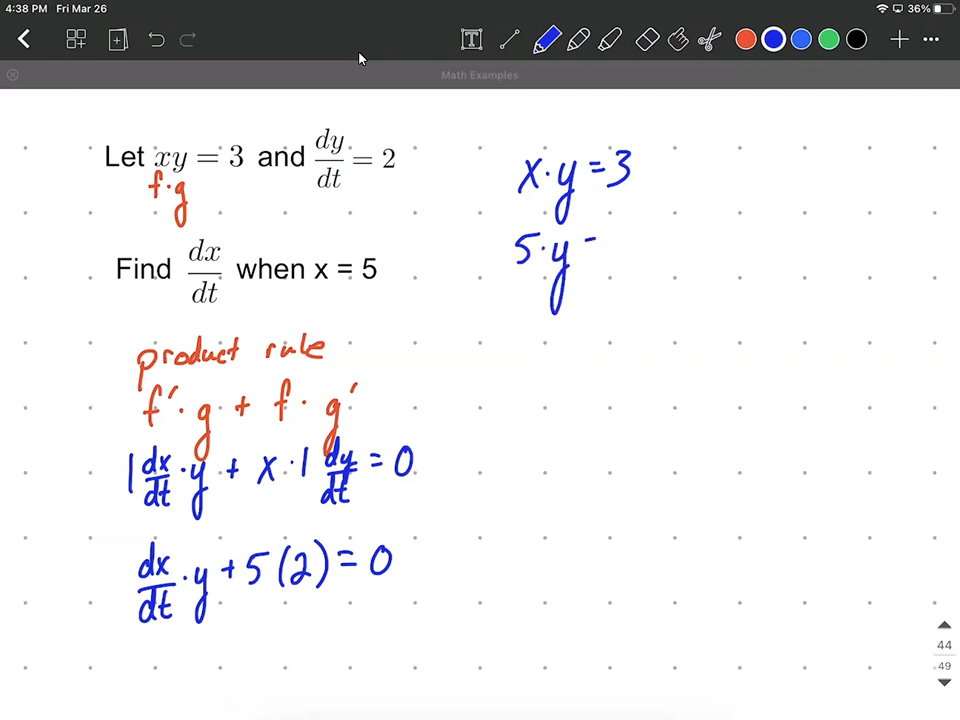 4:38 PM Fri Mar 26
36%
Math Examples
Let xy = 3 and dy/dt = 2
f · g
Find dx/dt when x = 5
product rule
f′ · g + f · g′
1 dx/dt · y + x · 1 dy/dt = 0
dx/dt · y + 5 (2) = 0
x · y = 3
5 · y =
44
49